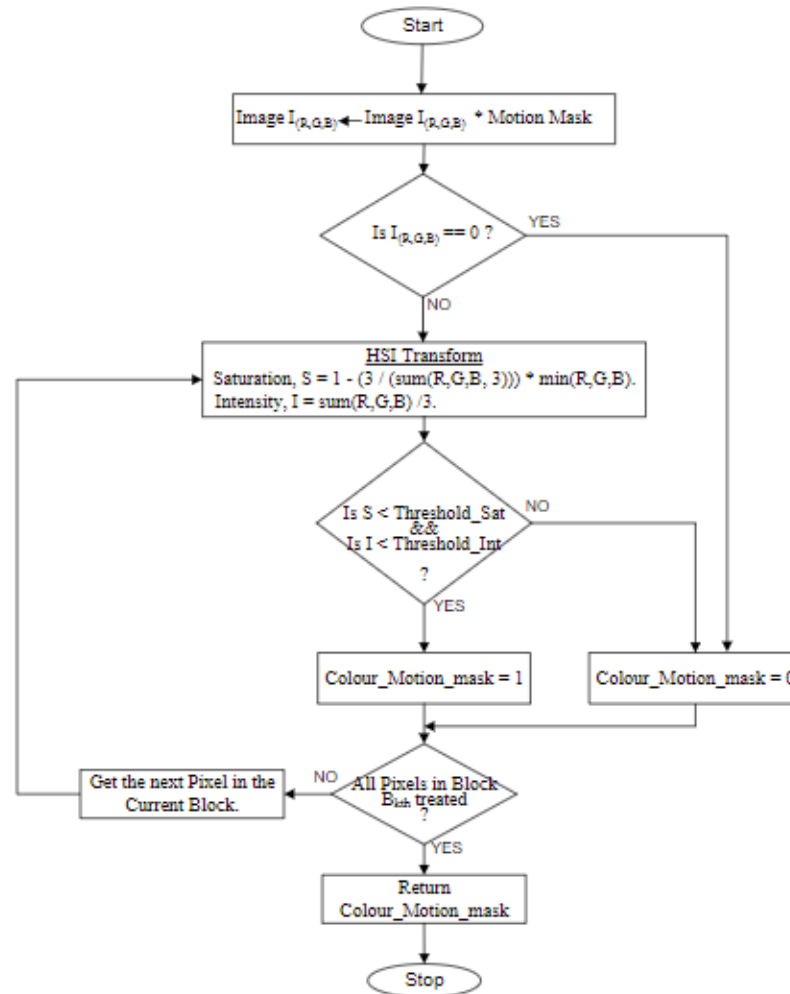 Start
Image I(R,G,B) ← Image I(R,G,B) * Motion Mask
Is I(R,G,B) == 0 ?
YES
NO
HSI Transform
Saturation, S = 1 - (3 / (sum(R,G,B, 3))) * min(R,G,B).
Intensity, I = sum(R,G,B) /3.
Is S < Threshold_Sat
&&
Is I < Threshold_Int
?
NO
YES
Colour_Motion_mask = 1
Colour_Motion_mask = 0
Get the next Pixel in the
Current Block.
NO
All Pixels in Block
Bkth treated
?
YES
Return
Colour_Motion_mask
Stop